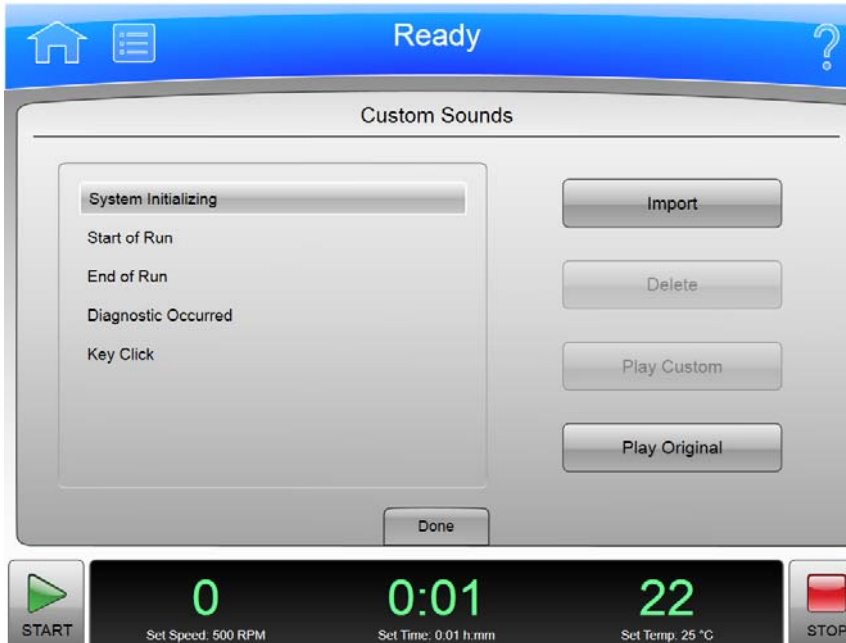 Ready
Custom Sounds
System Initializing
Start of Run
End of Run
Diagnostic Occurred
Key Click
Import
Delete
Play Custom
Play Original
Done
START
0
Set Speed: 500 RPM
0:01
Set Time: 0:01 h:mm
22
Set Temp: 25 °C
STOP